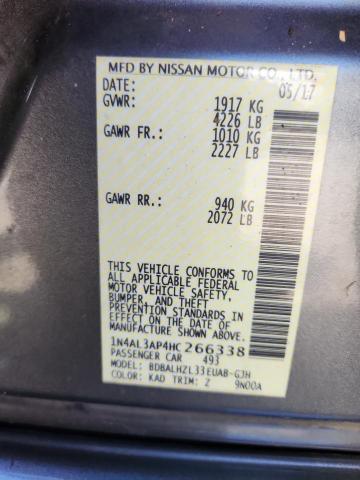 MFD BY NISSAN MOTOR CO., LTD.
DATE: 05/17
GVWR: 1917 KG
4226 LB
GAWR FR.: 1010 KG
2227 LB
GAWR RR.: 940 KG
2072 LB
THIS VEHICLE CONFORMS TO
ALL APPLICABLE FEDERAL
MOTOR VEHICLE SAFETY,
BUMPER, AND THEFT
PREVENTION STANDARDS
IN EFFECT ON THE DATE OF
MANUFACTURE SHOWN ABOVE.
1N4AL3AP4HC266338
PASSENGER CAR 493
MODEL: BDBALHZL33EUAB-GJH
COLOR: KAD TRIM: Z 9N00A